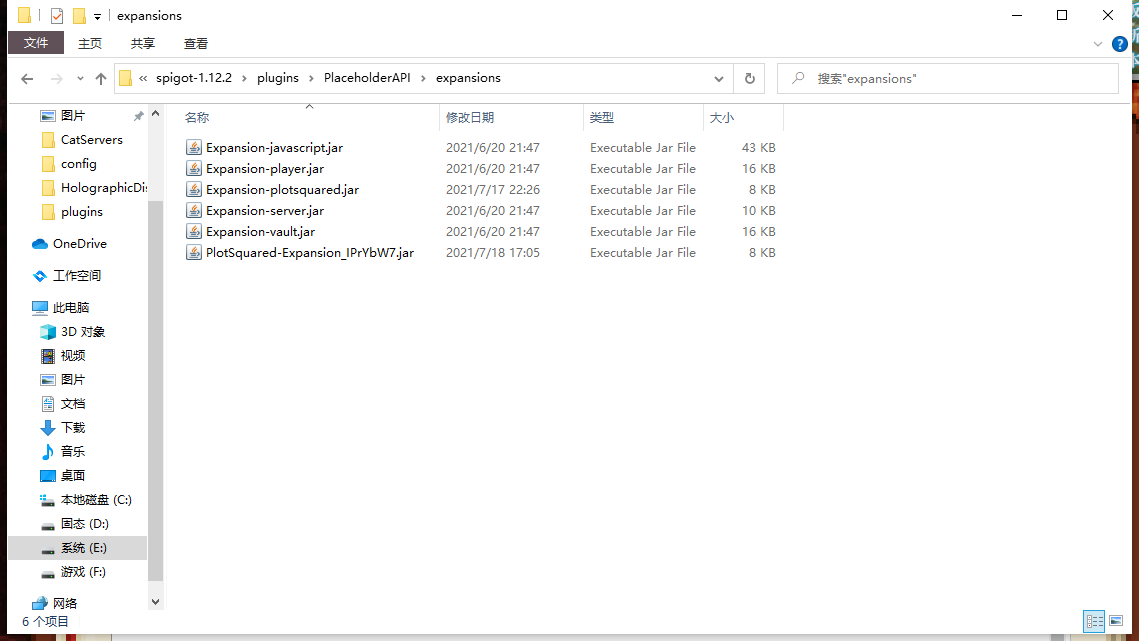 expansions
文件 主页 共享 查看
« spigot-1.12.2 > plugins > PlaceholderAPI > expansions
搜索"expansions"
图片
CatServers
config
HolographicDis
plugins
OneDrive
工作空间
此电脑
3D 对象
视频
图片
文档
下载
音乐
桌面
本地磁盘 (C:)
固态 (D:)
系统 (E:)
游戏 (F:)
网络
名称 修改日期 类型 大小
Expansion-javascript.jar 2021/6/20 21:47 Executable Jar File 43 KB
Expansion-player.jar 2021/6/20 21:47 Executable Jar File 16 KB
Expansion-plotsquared.jar 2021/7/17 22:26 Executable Jar File 8 KB
Expansion-server.jar 2021/6/20 21:47 Executable Jar File 10 KB
Expansion-vault.jar 2021/6/20 21:47 Executable Jar File 16 KB
PlotSquared-Expansion_IPrYbW7.jar 2021/7/18 17:05 Executable Jar File 8 KB
6 个项目